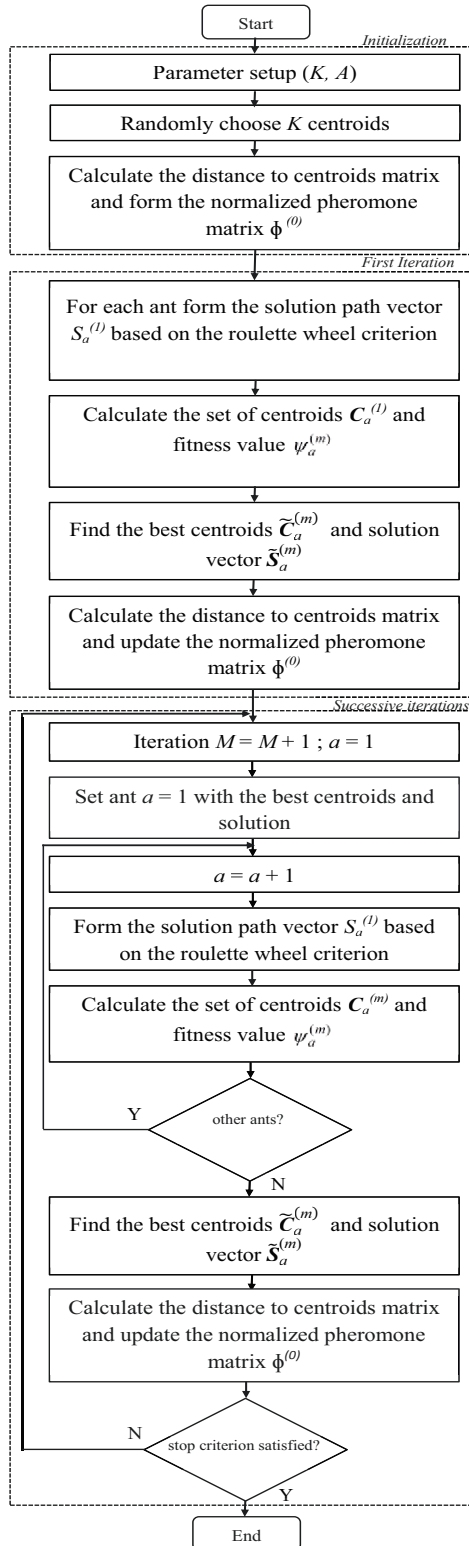 Start
Initialization
Parameter setup (K, A)
Randomly choose K centroids
Calculate the distance to centroids matrix
and form the normalized pheromone
matrix ϕ⁽⁰⁾
First Iteration
For each ant form the solution path vector
Sₐ⁽¹⁾ based on the roulette wheel criterion
Calculate the set of centroids Cₐ⁽¹⁾ and
fitness value ψₐ⁽ᵐ⁾
Find the best centroids C̃ₐ⁽ᵐ⁾ and solution
vector S̃ₐ⁽ᵐ⁾
Calculate the distance to centroids matrix
and update the normalized pheromone
matrix ϕ⁽⁰⁾
Successive iterations
Iteration M = M + 1 ; a = 1
Set ant a = 1 with the best centroids and
solution
a = a + 1
Form the solution path vector Sₐ⁽¹⁾ based
on the roulette wheel criterion
Calculate the set of centroids Cₐ⁽ᵐ⁾ and
fitness value ψₐ⁽ᵐ⁾
Y
other ants?
N
Find the best centroids C̃ₐ⁽ᵐ⁾ and solution
vector S̃ₐ⁽ᵐ⁾
Calculate the distance to centroids matrix
and update the normalized pheromone
matrix ϕ⁽⁰⁾
N
stop criterion satisfied?
Y
End